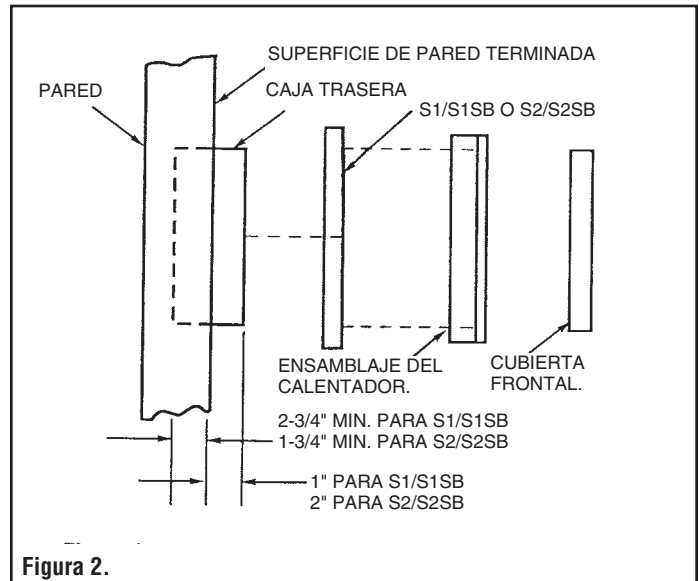 SUPERFICIE DE PARED TERMINADA
PARED
CAJA TRASERA
S1/S1SB O S2/S2SB
ENSAMBLAJE DEL
CALENTADOR.
CUBIERTA
FRONTAL.
2-3/4" MIN. PARA S1/S1SB
1-3/4" MIN. PARA S2/S2SB
1" PARA S1/S1SB
2" PARA S2/S2SB
Figura 2.